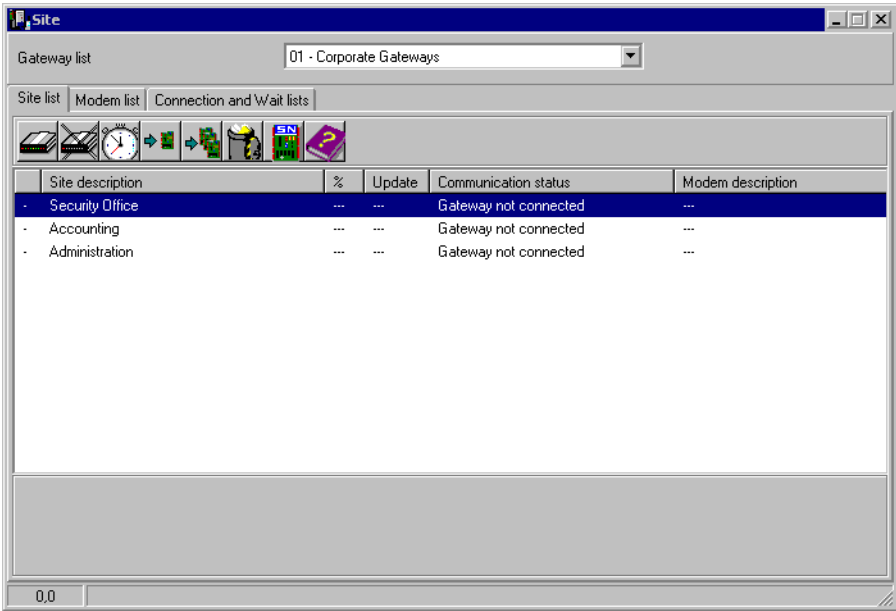 Site
Gateway list 01 - Corporate Gateways
Site list Modem list Connection and Wait lists
SN ?
Site description % Update Communication status Modem description
- Security Office --- --- Gateway not connected ---
- Accounting --- --- Gateway not connected ---
- Administration --- --- Gateway not connected ---
0,0